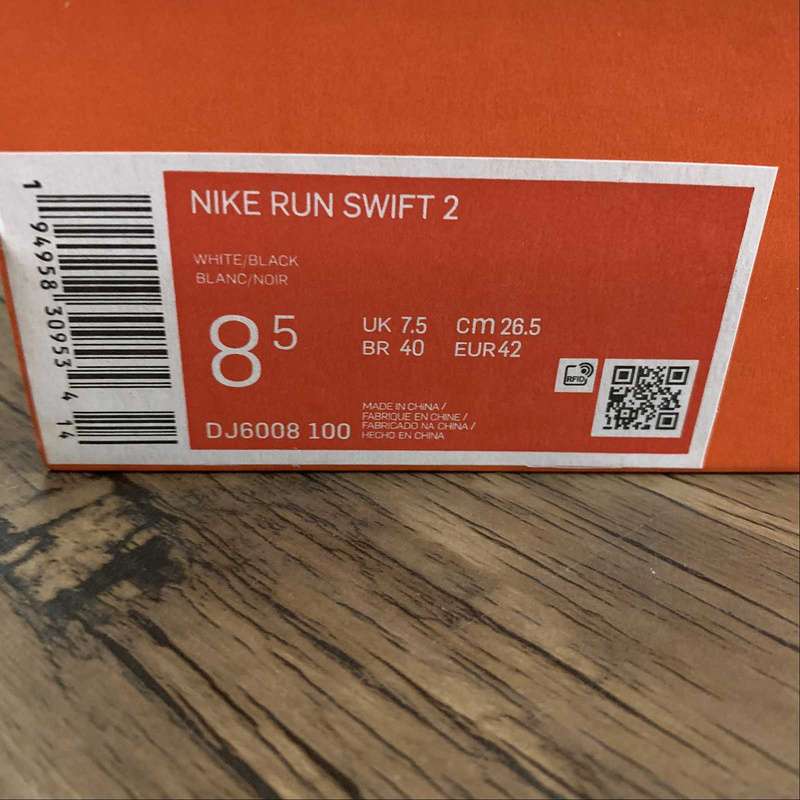 NIKE RUN SWIFT 2
WHITE/BLACK
BLANC/NOIR
8 5
UK 7.5 cm 26.5
BR 40 EUR 42
RFID
MADE IN CHINA /
FABRIQUE EN CHINE /
FABRICADO NA CHINA /
HECHO EN CHINA
DJ6008 100
1 94958 30953 4 14